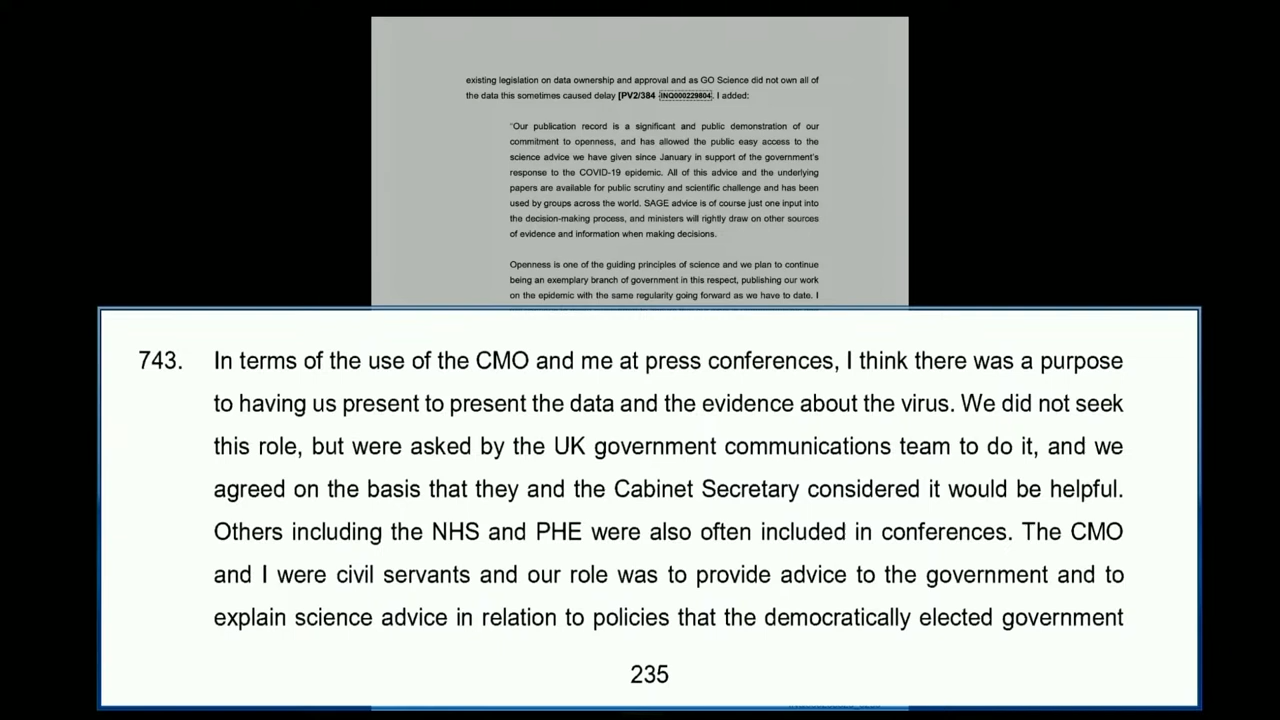 existing legislation on data ownership and approval and as GO Science did not own all of
the data this sometimes caused delay [PV2/384 -INQ000229804. I added:
“Our publication record is a significant and public demonstration of our
commitment to openness, and has allowed the public easy access to the
science advice we have given since January in support of the government's
response to the COVID-19 epidemic. All of this advice and the underlying
papers are available for public scrutiny and scientific challenge and has been
used by groups across the world. SAGE advice is of course just one input into
the decision-making process, and ministers will rightly draw on other sources
of evidence and information when making decisions.
Openness is one of the guiding principles of science and we plan to continue
being an exemplary branch of government in this respect, publishing our work
on the epidemic with the same regularity going forward as we have to date. I
743. In terms of the use of the CMO and me at press conferences, I think there was a purpose
to having us present to present the data and the evidence about the virus. We did not seek
this role, but were asked by the UK government communications team to do it, and we
agreed on the basis that they and the Cabinet Secretary considered it would be helpful.
Others including the NHS and PHE were also often included in conferences. The CMO
and I were civil servants and our role was to provide advice to the government and to
explain science advice in relation to policies that the democratically elected government
235